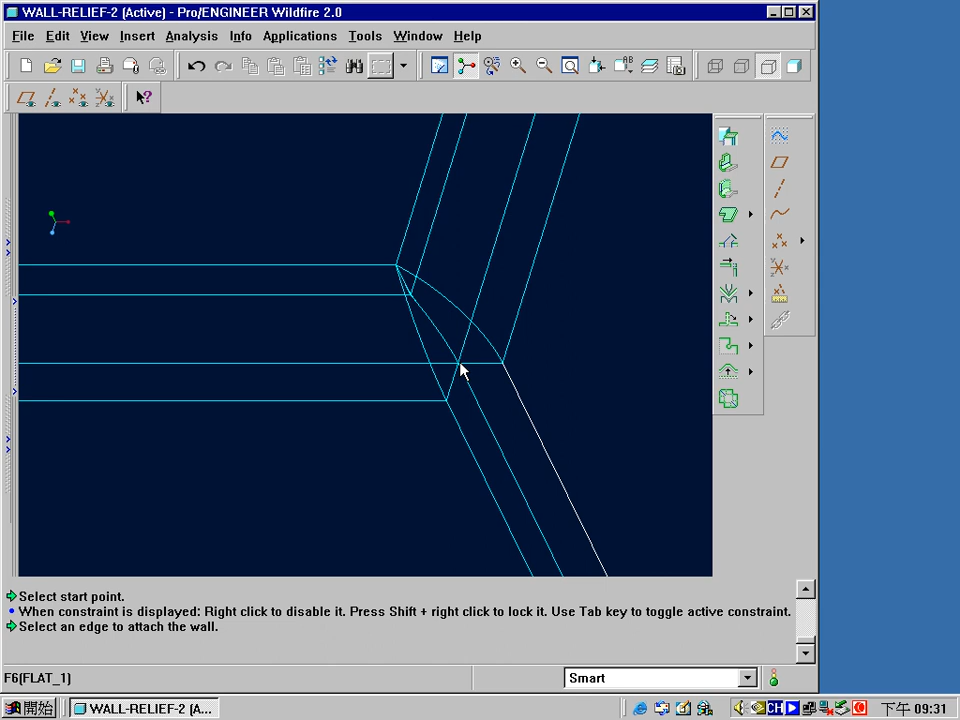 WALL-RELIEF-2 (Active) - Pro/ENGINEER Wildfire 2.0
File Edit View Insert Analysis Info Applications Tools Window Help
Select start point.
When constraint is displayed: Right click to disable it. Press Shift + right click to lock it. Use Tab key to toggle active constraint.
Select an edge to attach the wall.
F6(FLAT_1)
Smart
開始
WALL-RELIEF-2 (A...
CH
下午 09:31